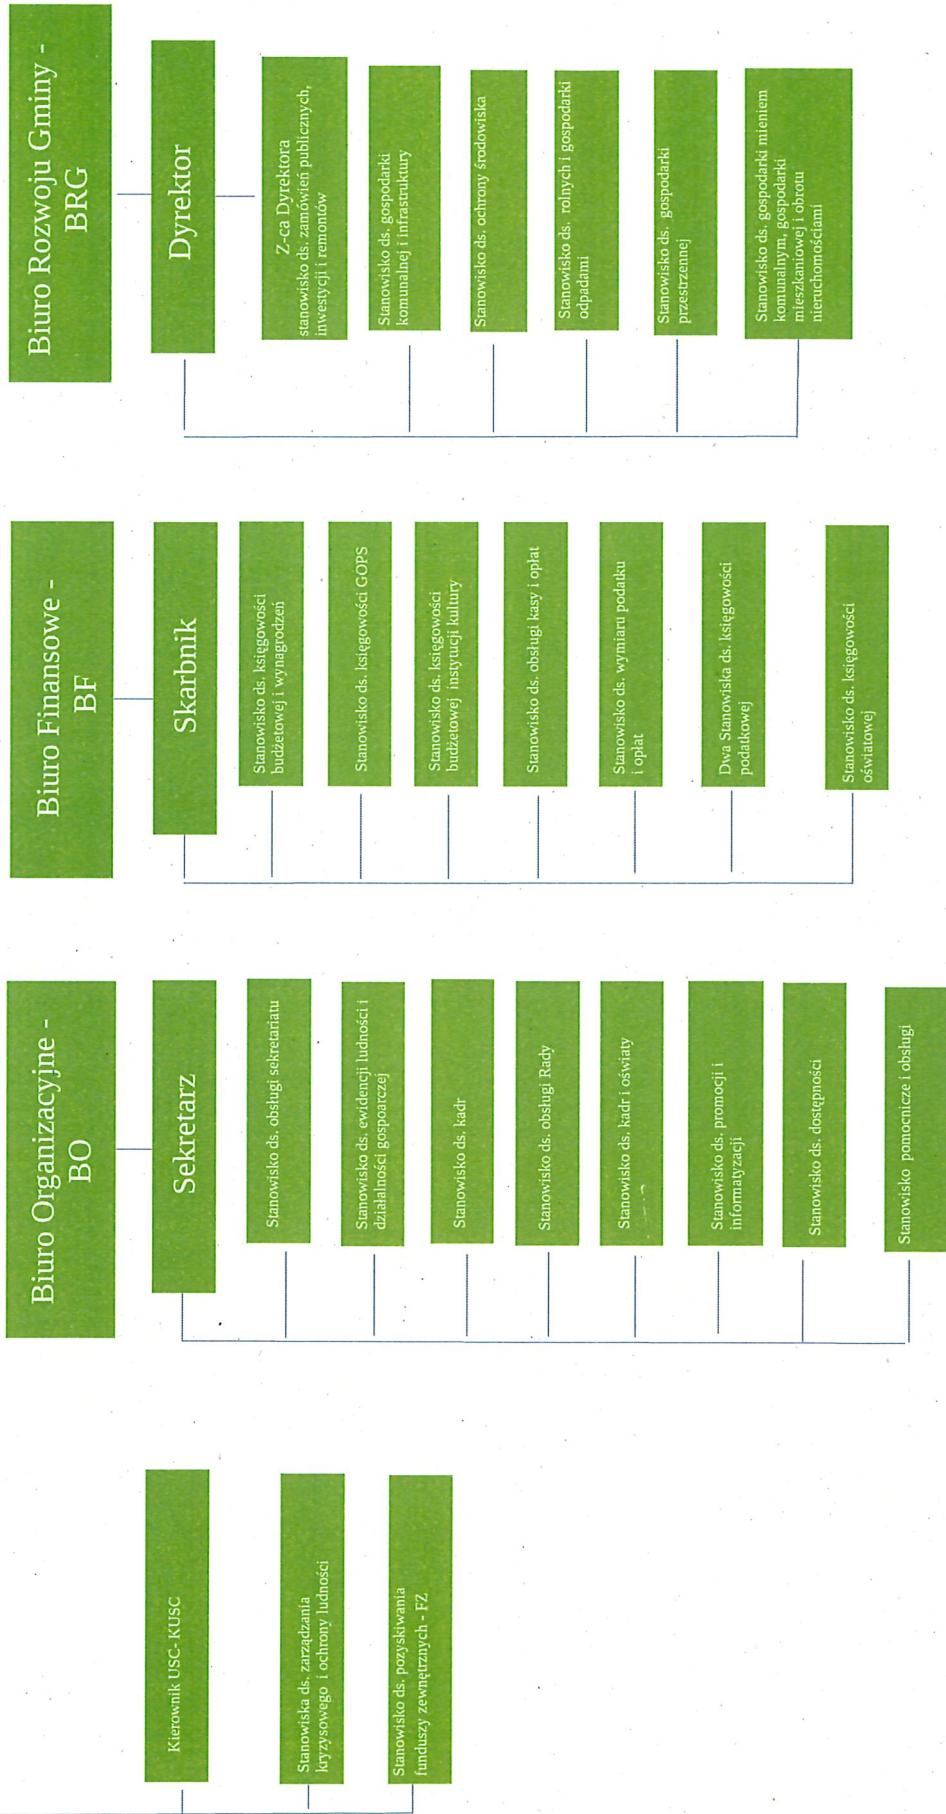 Kierownik USC- KUSC
Stanowiska ds. zarządzania
kryzysowego i ochrony ludności
Stanowisko ds. pozyskiwania
funduszy zewnętrznych - FZ
Biuro Organizacyjne -
BO
Sekretarz
Stanowisko ds. obsługi sekretariatu
Stanowisko ds. ewidencji ludności i
działalności gospoarczej
Stanowisko ds. kadr
Stanowisko ds. obsługi Rady
Stanowisko ds. kadr i oświaty
Stanowisko ds. promocji i
informatyzacji
Stanowisko ds. dostępności
Stanowisko pomocnicze i obsługi
Biuro Finansowe -
BF
Skarbnik
Stanowisko ds. księgowości
budżetowej i wynagrodzeń
Stanowisko ds. księgowości GOPS
Stanowisko ds. księgowości
budżetowej instytucji kultury
Stanowisko ds. obsługi kasy i opłat
Stanowisko ds. wymiaru podatku
i opłat
Dwa Stanowiska ds. księgowości
podatkowej
Stanowisko ds. księgowości
oświatowej
Biuro Rozwoju Gminy -
BRG
Dyrektor
Z-ca Dyrektora
stanowisko ds. zamówień publicznych,
inwestycji i remontów
Stanowisko ds. gospodarki
komunalnej i infrastruktury
Stanowisko ds. ochrony środowiska
Stanowisko ds. rolnych i gospodarki
odpadami
Stanowisko ds. gospodarki
przestrzennej
Stanowisko ds. gospodarki mieniem
komunalnym, gospodarki
mieszkaniowej i obrotu
nieruchomościami